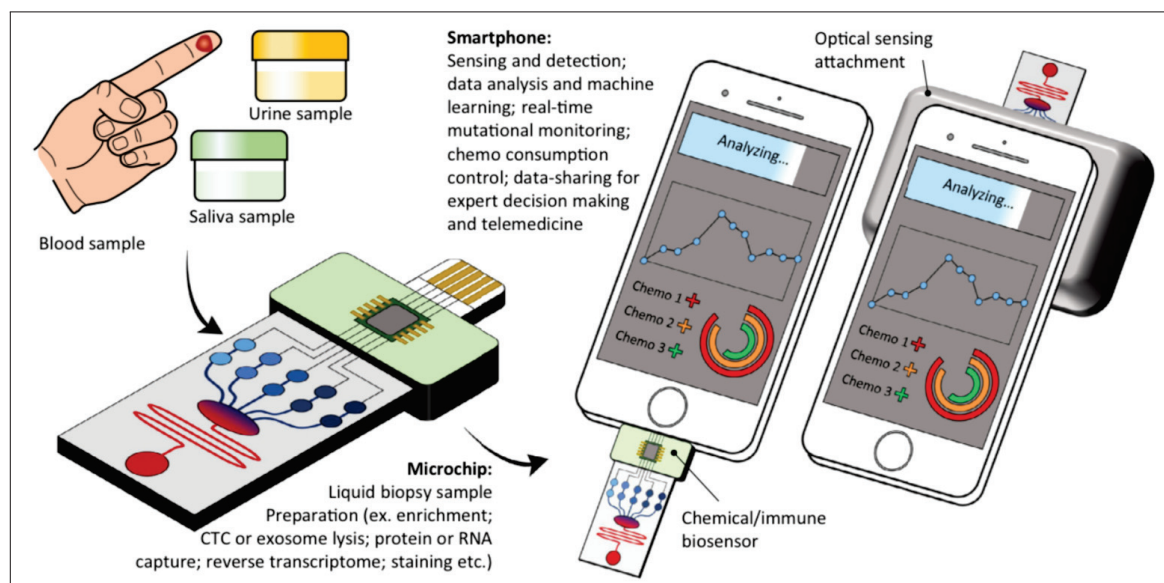 Urine sample
Saliva sample
Blood sample
Smartphone:
Sensing and detection;
data analysis and machine
learning; real-time
mutational monitoring;
chemo consumption
control; data-sharing for
expert decision making
and telemedicine
Microchip:
Liquid biopsy sample
Preparation (ex. enrichment;
CTC or exosome lysis; protein or RNA
capture; reverse transcriptome; staining etc.)
Analyzing...
Chemo 1
Chemo 2
Chemo 3
Chemical/immune
biosensor
Optical sensing
attachment
Analyzing...
Chemo 1
Chemo 2
Chemo 3